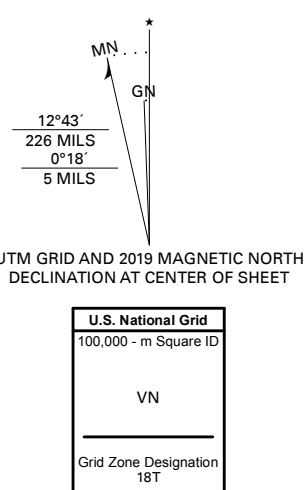 ★
MN
GN
12°43´
226 MILS
0°18´
5 MILS
UTM GRID AND 2019 MAGNETIC NORTH
DECLINATION AT CENTER OF SHEET
U.S. National Grid
100,000 - m Square ID
VN
Grid Zone Designation
18T